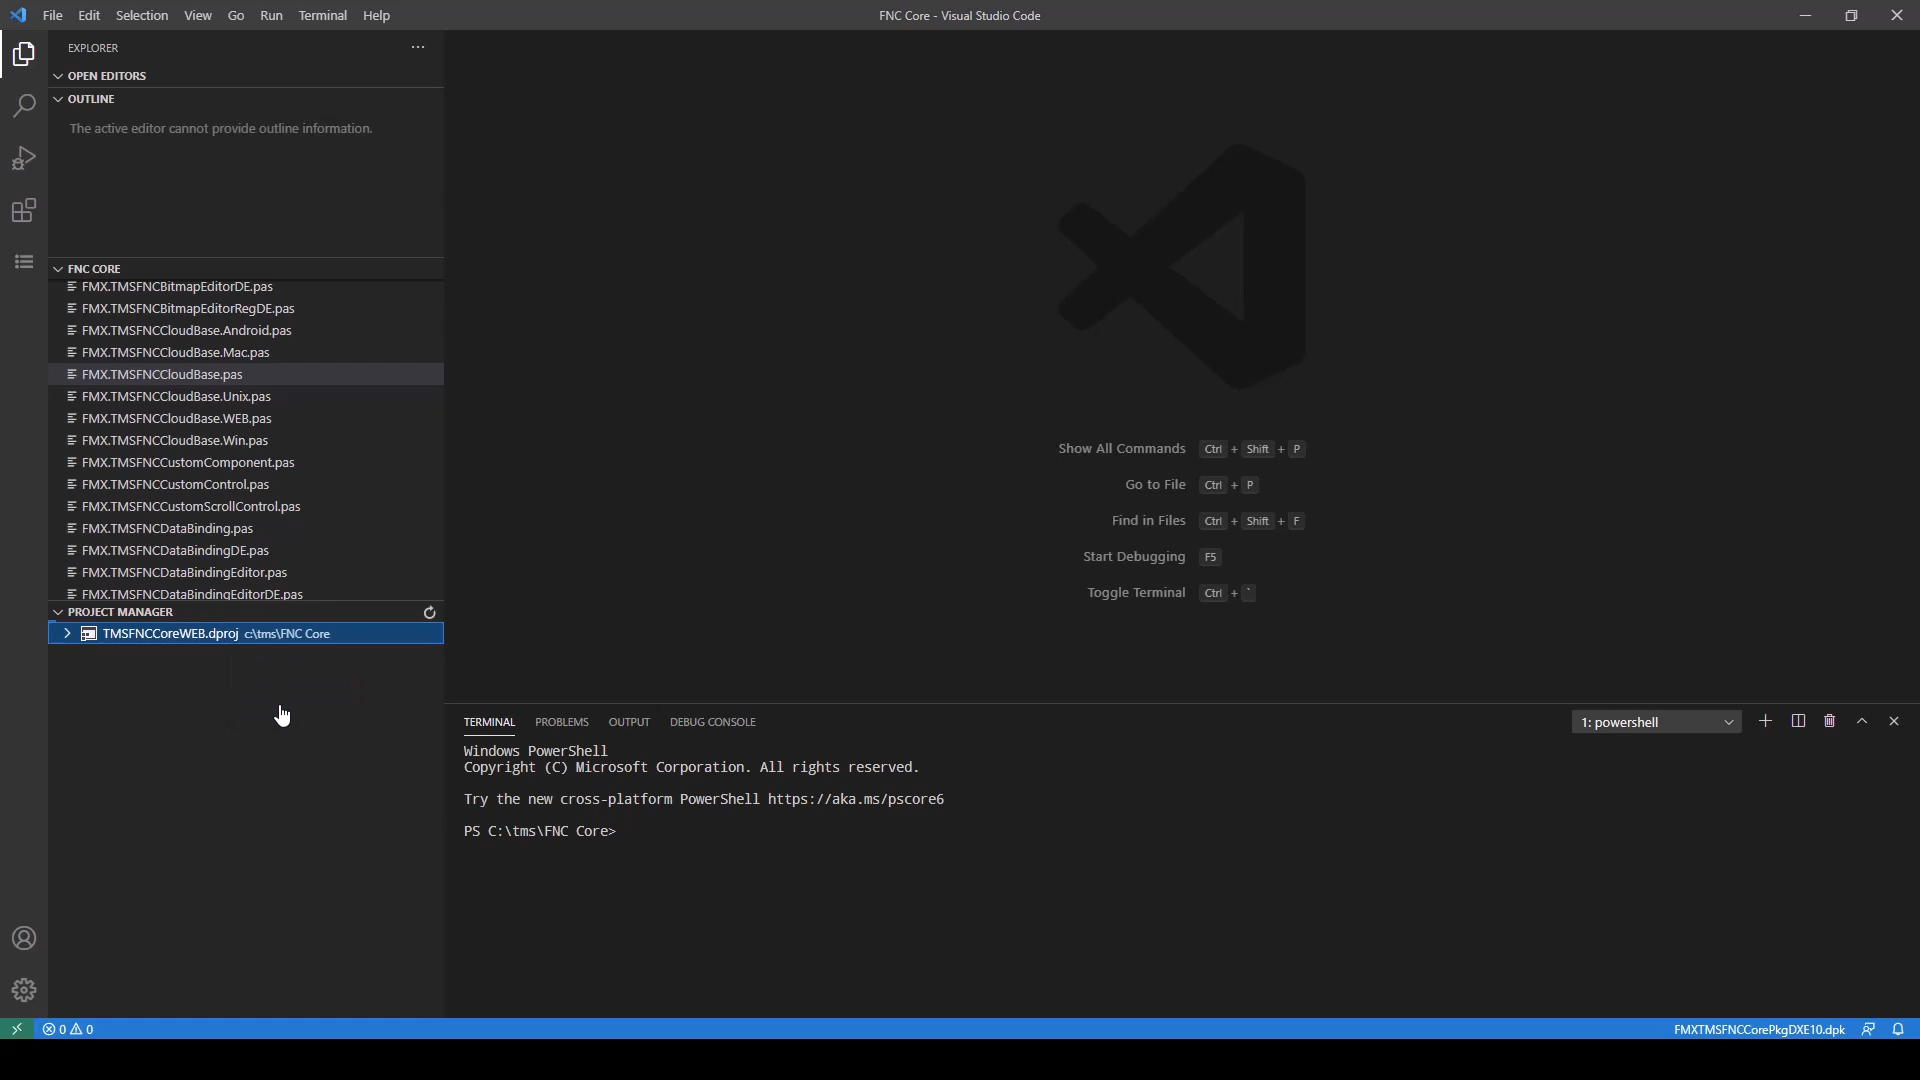 File Edit Selection View Go Run Terminal Help
FNC Core - Visual Studio Code
EXPLORER
OPEN EDITORS
OUTLINE
The active editor cannot provide outline information.
FNC CORE
FMX.TMSFNCBitmapEditorDE.pas
FMX.TMSFNCBitmapEditorRegDE.pas
FMX.TMSFNCCloudBase.Android.pas
FMX.TMSFNCCloudBase.Mac.pas
FMX.TMSFNCCloudBase.pas
FMX.TMSFNCCloudBase.Unix.pas
FMX.TMSFNCCloudBase.WEB.pas
FMX.TMSFNCCloudBase.Win.pas
FMX.TMSFNCCustomComponent.pas
FMX.TMSFNCCustomControl.pas
FMX.TMSFNCCustomScrollControl.pas
FMX.TMSFNCDataBinding.pas
FMX.TMSFNCDataBindingDE.pas
FMX.TMSFNCDataBindingEditor.pas
FMX.TMSFNCDataBindingEditorDE.pas
PROJECT MANAGER
TMSFNCCoreWEB.dproj c:\tms\FNC Core
Show All Commands Ctrl + Shift + P
Go to File Ctrl + P
Find in Files Ctrl + Shift + F
Start Debugging F5
Toggle Terminal Ctrl + `
TERMINAL PROBLEMS OUTPUT DEBUG CONSOLE
1: powershell
Windows PowerShell
Copyright (C) Microsoft Corporation. All rights reserved.
Try the new cross-platform PowerShell https://aka.ms/pscore6
PS C:\tms\FNC Core>
0 0
FMXTMSFNCCorePkgDXE10.dpk